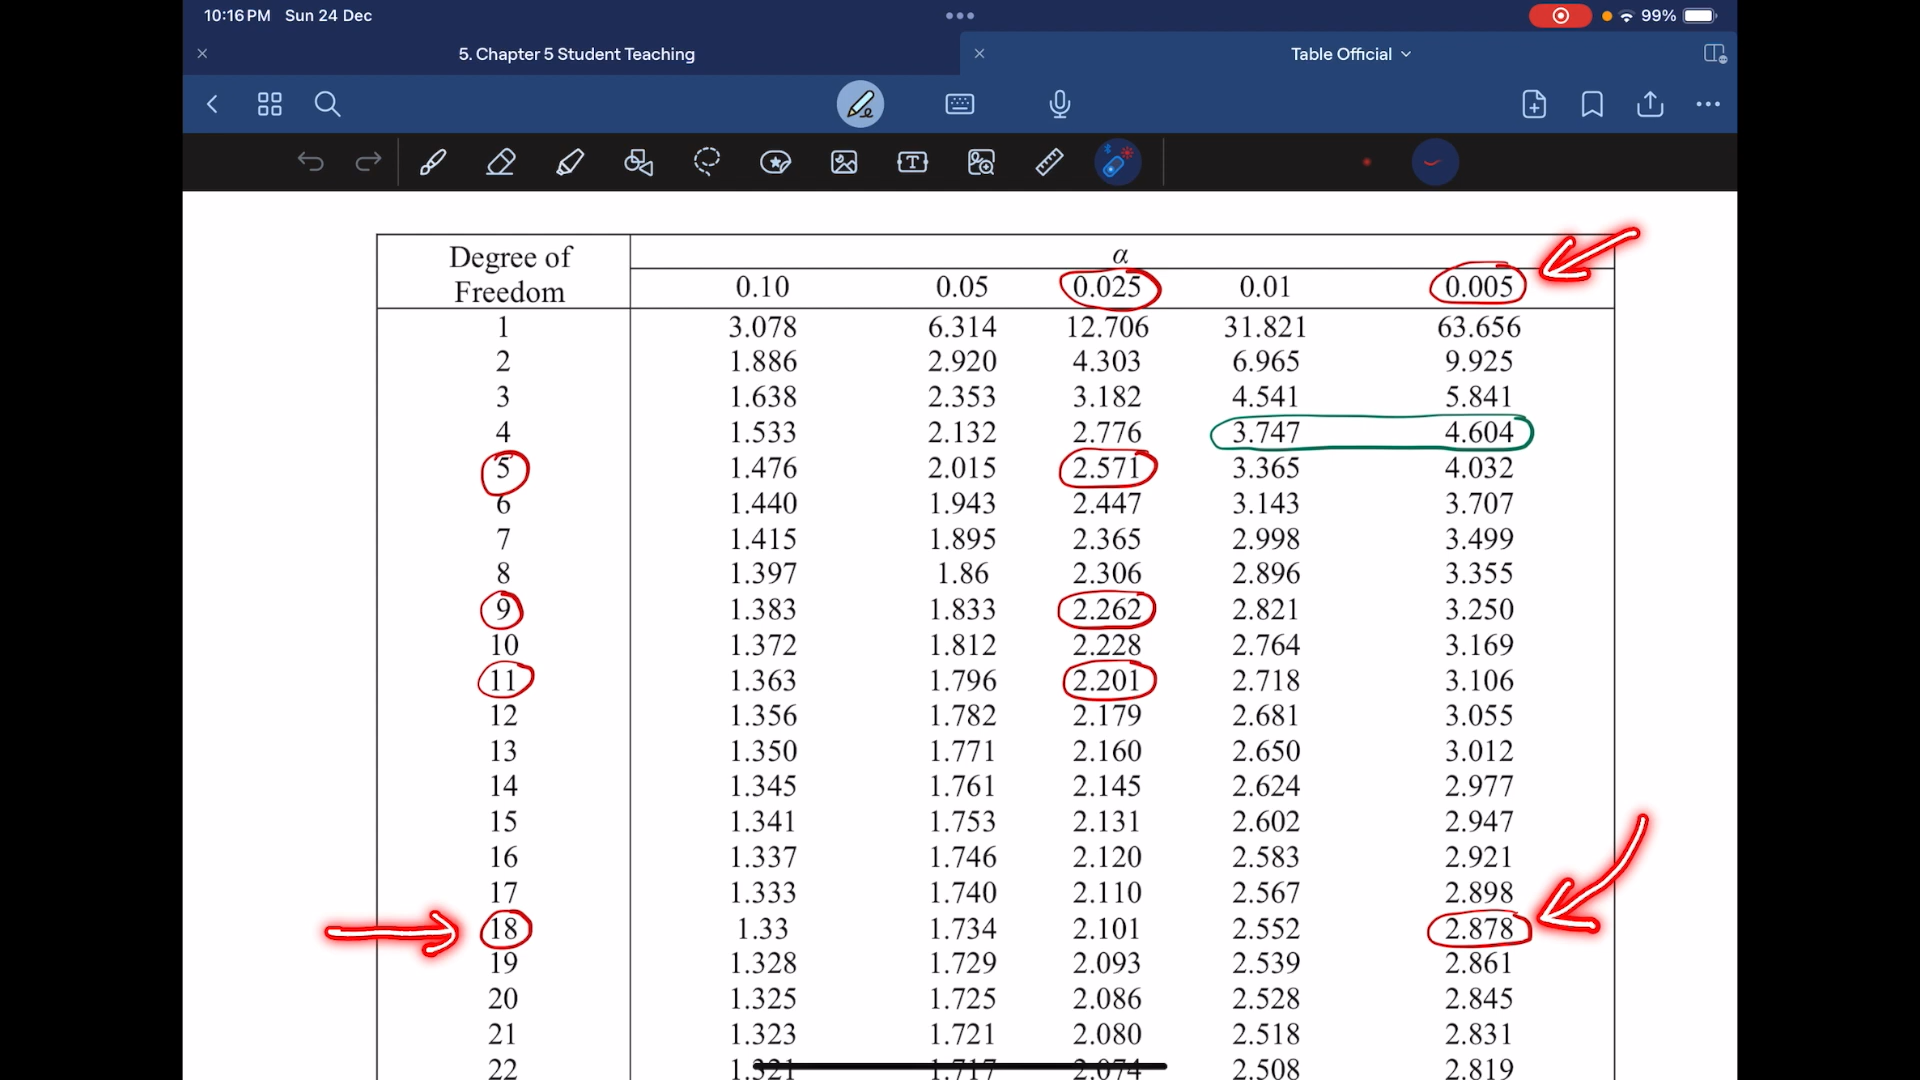 10:16 PM Sun 24 Dec
99%
5. Chapter 5 Student Teaching
Table Official
Degree of Freedom α
0.10 0.05 0.025 0.01 0.005
1 3.078 6.314 12.706 31.821 63.656
2 1.886 2.920 4.303 6.965 9.925
3 1.638 2.353 3.182 4.541 5.841
4 1.533 2.132 2.776 3.747 4.604
5 1.476 2.015 2.571 3.365 4.032
6 1.440 1.943 2.447 3.143 3.707
7 1.415 1.895 2.365 2.998 3.499
8 1.397 1.86 2.306 2.896 3.355
9 1.383 1.833 2.262 2.821 3.250
10 1.372 1.812 2.228 2.764 3.169
11 1.363 1.796 2.201 2.718 3.106
12 1.356 1.782 2.179 2.681 3.055
13 1.350 1.771 2.160 2.650 3.012
14 1.345 1.761 2.145 2.624 2.977
15 1.341 1.753 2.131 2.602 2.947
16 1.337 1.746 2.120 2.583 2.921
17 1.333 1.740 2.110 2.567 2.898
18 1.33 1.734 2.101 2.552 2.878
19 1.328 1.729 2.093 2.539 2.861
20 1.325 1.725 2.086 2.528 2.845
21 1.323 1.721 2.080 2.518 2.831
22 1.321 1.717 2.074 2.508 2.819